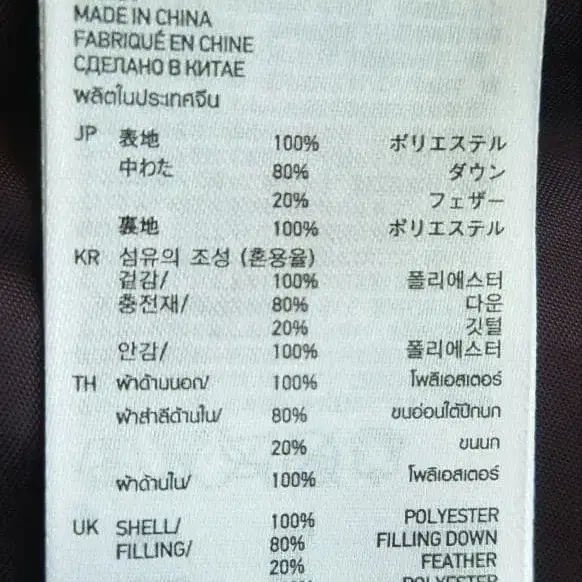 MADE IN CHINA
FABRIQUÉ EN CHINE
СДЕЛАНО В КИТАЕ
ผลิตในประเทศจีน
JP 表地 100% ポリエステル
中わた 80% ダウン
20% フェザー
裏地 100% ポリエステル
KR 섬유의 조성 (혼용율)
겉감/ 100% 폴리에스터
충전재/ 80% 다운
20% 깃털
안감/ 100% 폴리에스터
TH ผ้าด้านนอก/ 100% โพลิเอสเตอร์
ผ้าสำลีด้านใน/ 80% ขนอ่อนใต้ปีกนก
20% ขนนก
ผ้าด้านใน/ 100% โพลิเอสเตอร์
UK SHELL/ 100% POLYESTER
FILLING/ 80% FILLING DOWN
20% FEATHER
POLYESTER